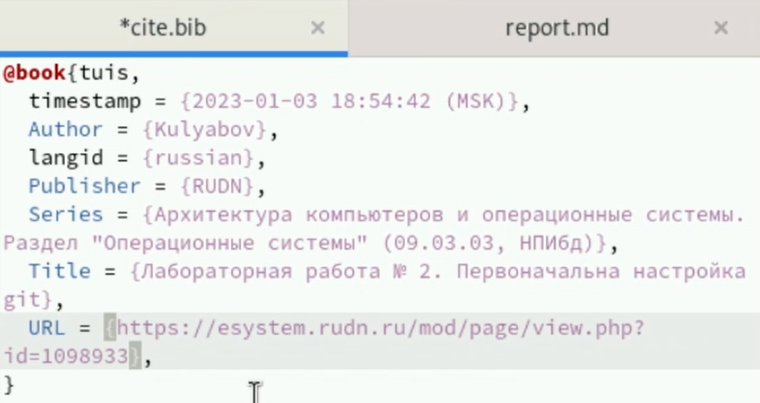 *cite.bib × report.md ×
@book{tuis,
timestamp = {2023-01-03 18:54:42 (MSK)},
Author = {Kulyabov},
langid = {russian},
Publisher = {RUDN},
Series = {Архитектура компьютеров и операционные системы.
Раздел "Операционные системы" (09.03.03, НПИбд)},
Title = {Лабораторная работа № 2. Первоначальна настройка
git},
URL = {https://esystem.rudn.ru/mod/page/view.php?
id=1098933},
}